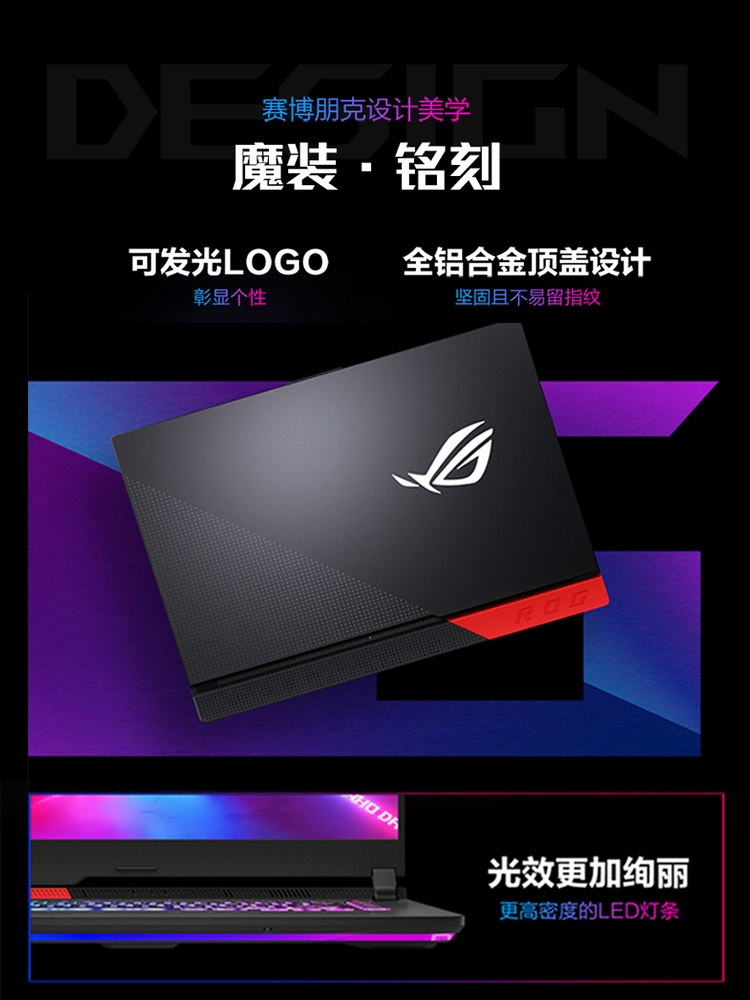 DESIGN
赛博朋克设计美学
魔装·铭刻
可发光LOGO
彰显个性
全铝合金顶盖设计
坚固且不易留指纹
ROG
光效更加绚丽
更高密度的LED灯条